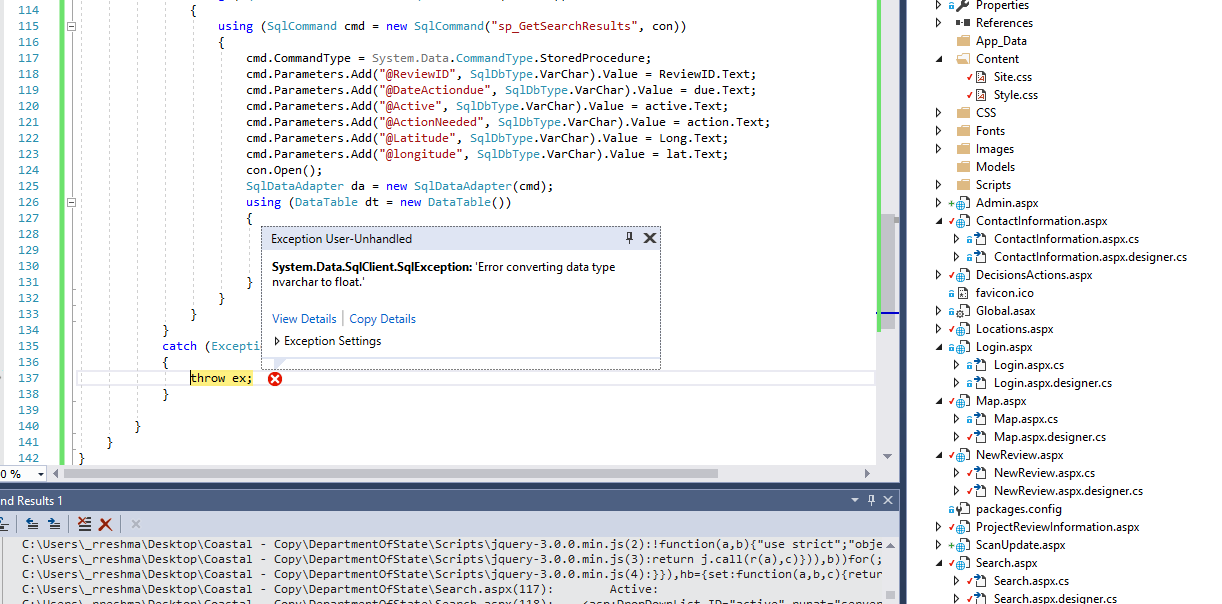 114 {
115 using (SqlCommand cmd = new SqlCommand("sp_GetSearchResults", con))
116 {
117 cmd.CommandType = System.Data.CommandType.StoredProcedure;
118 cmd.Parameters.Add("@ReviewID", SqlDbType.VarChar).Value = ReviewID.Text;
119 cmd.Parameters.Add("@DateActiondue", SqlDbType.VarChar).Value = due.Text;
120 cmd.Parameters.Add("@Active", SqlDbType.VarChar).Value = active.Text;
121 cmd.Parameters.Add("@ActionNeeded", SqlDbType.VarChar).Value = action.Text;
122 cmd.Parameters.Add("@Latitude", SqlDbType.VarChar).Value = Long.Text;
123 cmd.Parameters.Add("@longitude", SqlDbType.VarChar).Value = lat.Text;
124 con.Open();
125 SqlDataAdapter da = new SqlDataAdapter(cmd);
126 using (DataTable dt = new DataTable())
127 {
128
129
130
131 }
132 }
133 }
134 }
135 catch (Excepti
136 {
137 throw ex;
138 }
139
140 }
141 }
142 }
Exception User-Unhandled
System.Data.SqlClient.SqlException: 'Error converting data type
nvarchar to float.'
View Details | Copy Details
Exception Settings
0 %
nd Results 1
C:\Users\_rreshma\Desktop\Coastal - Copy\DepartmentOfState\Scripts\jquery-3.0.0.min.js(2):!function(a,b){"use strict";"obje
C:\Users\_rreshma\Desktop\Coastal - Copy\DepartmentOfState\Scripts\jquery-3.0.0.min.js(3):return j.call(r(a),c)})),b))for(;
C:\Users\_rreshma\Desktop\Coastal - Copy\DepartmentOfState\Scripts\jquery-3.0.0.min.js(4):}}),hb={set:function(a,b,c){retur
C:\Users\_rreshma\Desktop\Coastal - Copy\DepartmentOfState\Search.aspx(117): Active:
Properties
References
App_Data
Content
Site.css
Style.css
CSS
Fonts
Images
Models
Scripts
Admin.aspx
ContactInformation.aspx
ContactInformation.aspx.cs
ContactInformation.aspx.designer.cs
DecisionsActions.aspx
favicon.ico
Global.asax
Locations.aspx
Login.aspx
Login.aspx.cs
Login.aspx.designer.cs
Map.aspx
Map.aspx.cs
Map.aspx.designer.cs
NewReview.aspx
NewReview.aspx.cs
NewReview.aspx.designer.cs
packages.config
ProjectReviewInformation.aspx
ScanUpdate.aspx
Search.aspx
Search.aspx.cs
Search.aspx.designer.cs